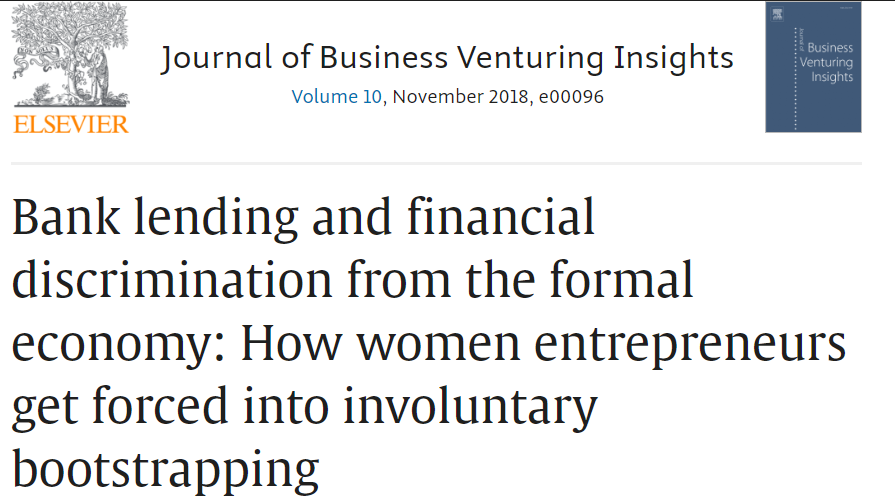 Journal of Business Venturing Insights
Volume 10, November 2018, e00096
ELSEVIER
Business
Venturing
Insights
Bank lending and financial
discrimination from the formal
economy: How women entrepreneurs
get forced into involuntary
bootstrapping